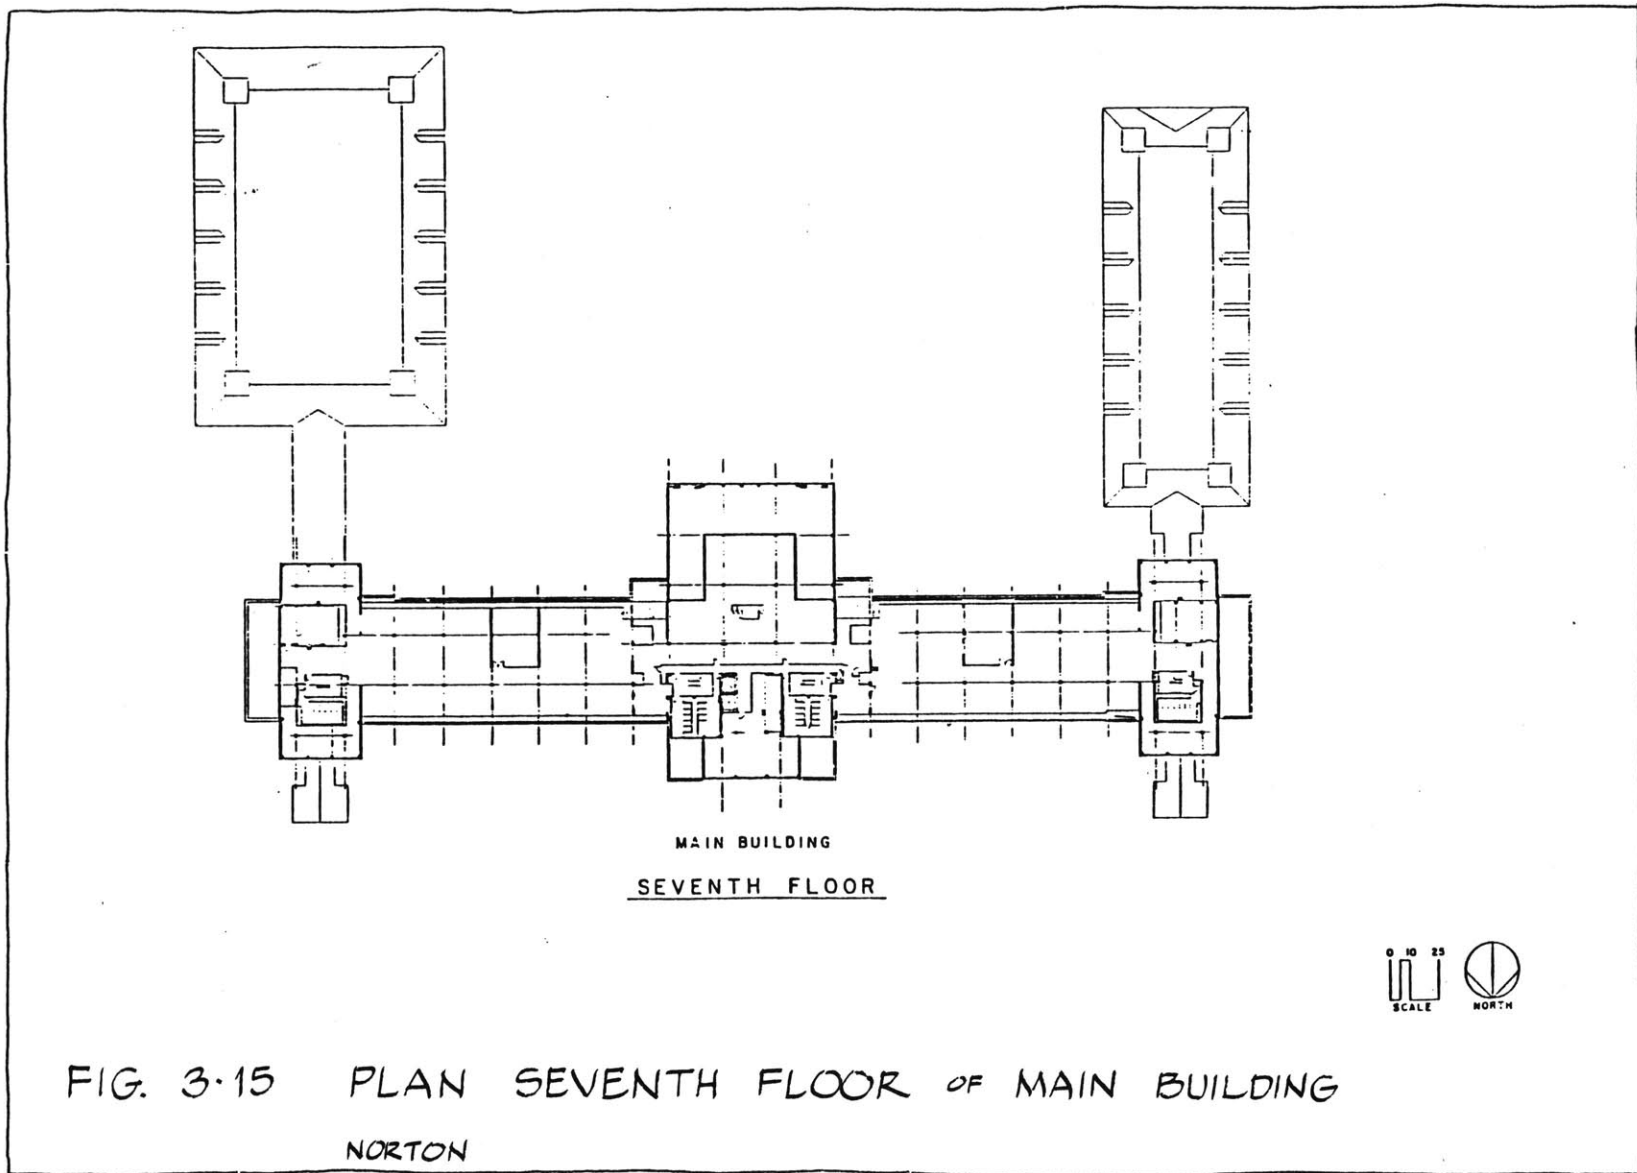 MAIN BUILDING
SEVENTH FLOOR
0 10 25
SCALE
NORTH
FIG. 3·15 PLAN SEVENTH FLOOR OF MAIN BUILDING
NORTON